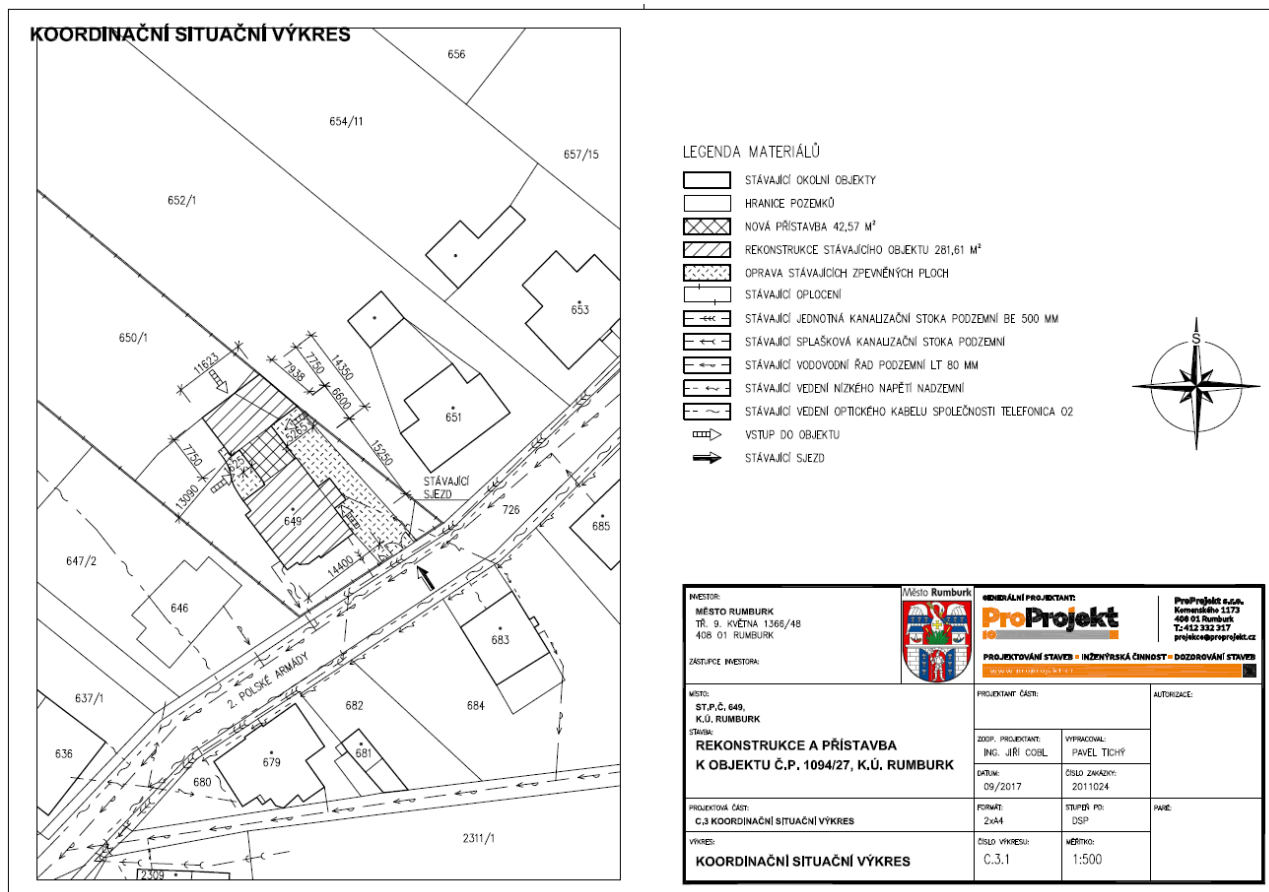 KOORDINAČNÍ SITUAČNÍ VÝKRES
656
654/11
657/15
652/1
653
650/1
11623
7938
7750
14350
6600
651
15250
5265
7750
13090
STÁVAJÍCÍ
SJEZD
649
726
685
647/2
14400
646
683
2. POLSKÉ ARMÁDY
637/1
682
684
636
679
681
680
2311/1
2309
LEGENDA MATERIÁLŮ
STÁVAJÍCÍ OKOLNÍ OBJEKTY
HRANICE POZEMKŮ
NOVÁ PŘÍSTAVBA 42,57 M²
REKONSTRUKCE STÁVAJÍCÍHO OBJEKTU 281,61 M²
OPRAVA STÁVAJÍCÍCH ZPEVNĚNÝCH PLOCH
STÁVAJÍCÍ OPLOCENÍ
STÁVAJÍCÍ JEDNOTNÁ KANALIZAČNÍ STOKA PODZEMNÍ BE 500 MM
STÁVAJÍCÍ SPLAŠKOVÁ KANALIZAČNÍ STOKA PODZEMNÍ
STÁVAJÍCÍ VODOVODNÍ ŘAD PODZEMNÍ LT 80 MM
STÁVAJÍCÍ VEDENÍ NÍZKÉHO NAPĚTÍ NADZEMNÍ
STÁVAJÍCÍ VEDENÍ OPTICKÉHO KABELU SPOLEČNOSTI TELEFONICA O2
VSTUP DO OBJEKTU
STÁVAJÍCÍ SJEZD
S
INVESTOR:
MĚSTO RUMBURK
TŘ. 9. KVĚTNA 1366/48
408 01 RUMBURK
ZÁSTUPCE INVESTORA:
Město Rumburk
GENERÁLNÍ PROJEKTANT:
ProProjekt
ProProjekt s.r.o.
Komenského 1173
408 01 Rumburk
T.: 412 332 317
projekce@proprojekt.cz
PROJEKTOVÁNÍ STAVEB INŽENÝRSKÁ ČINNOST DOZOROVÁNÍ STAVEB
www.proprojekt.cz
MÍSTO:
ST.P.Č. 649,
K.Ú. RUMBURK
STAVBA:
REKONSTRUKCE A PŘÍSTAVBA
K OBJEKTU Č.P. 1094/27, K.Ú. RUMBURK
PROJEKTANT ČÁSTI:
AUTORIZACE:
ZODP. PROJEKTANT:
ING. JIŘÍ COBL
VYPRACOVAL:
PAVEL TICHÝ
DATUM:
09/2017
ČÍSLO ZAKÁZKY:
2011024
PROJEKTOVÁ ČÁST:
C,3 KOORDINAČNÍ SITUAČNÍ VÝKRES
FORMÁT:
2xA4
STUPEŇ PD:
DSP
PARÉ:
VÝKRES:
KOORDINAČNÍ SITUAČNÍ VÝKRES
ČÍSLO VÝKRESU:
C.3.1
MĚŘÍTKO:
1:500